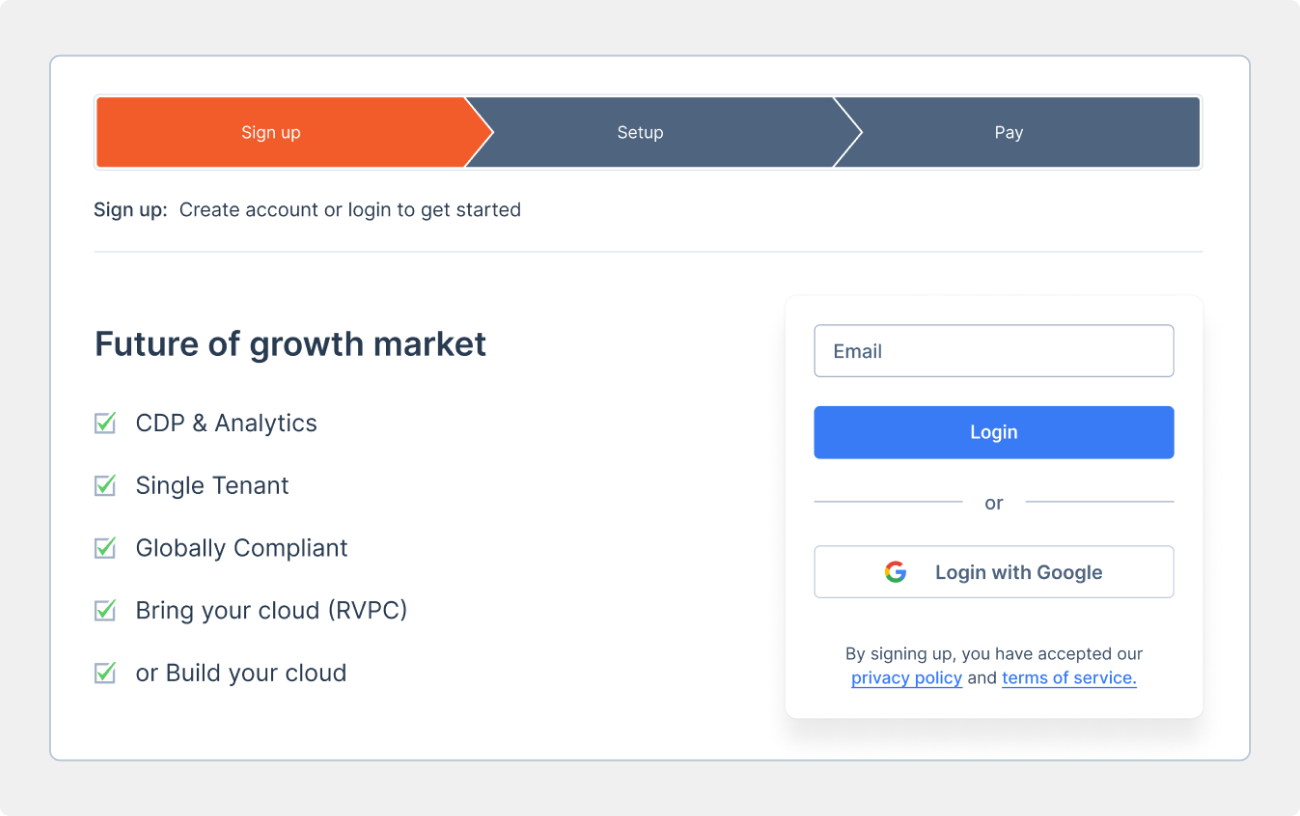 Sign up
Setup
Pay
Sign up: Create account or login to get started
Future of growth market
CDP & Analytics
Single Tenant
Globally Compliant
Bring your cloud (RVPC)
or Build your cloud
Email
Login
or
Login with Google
By signing up, you have accepted our
privacy policy and terms of service.